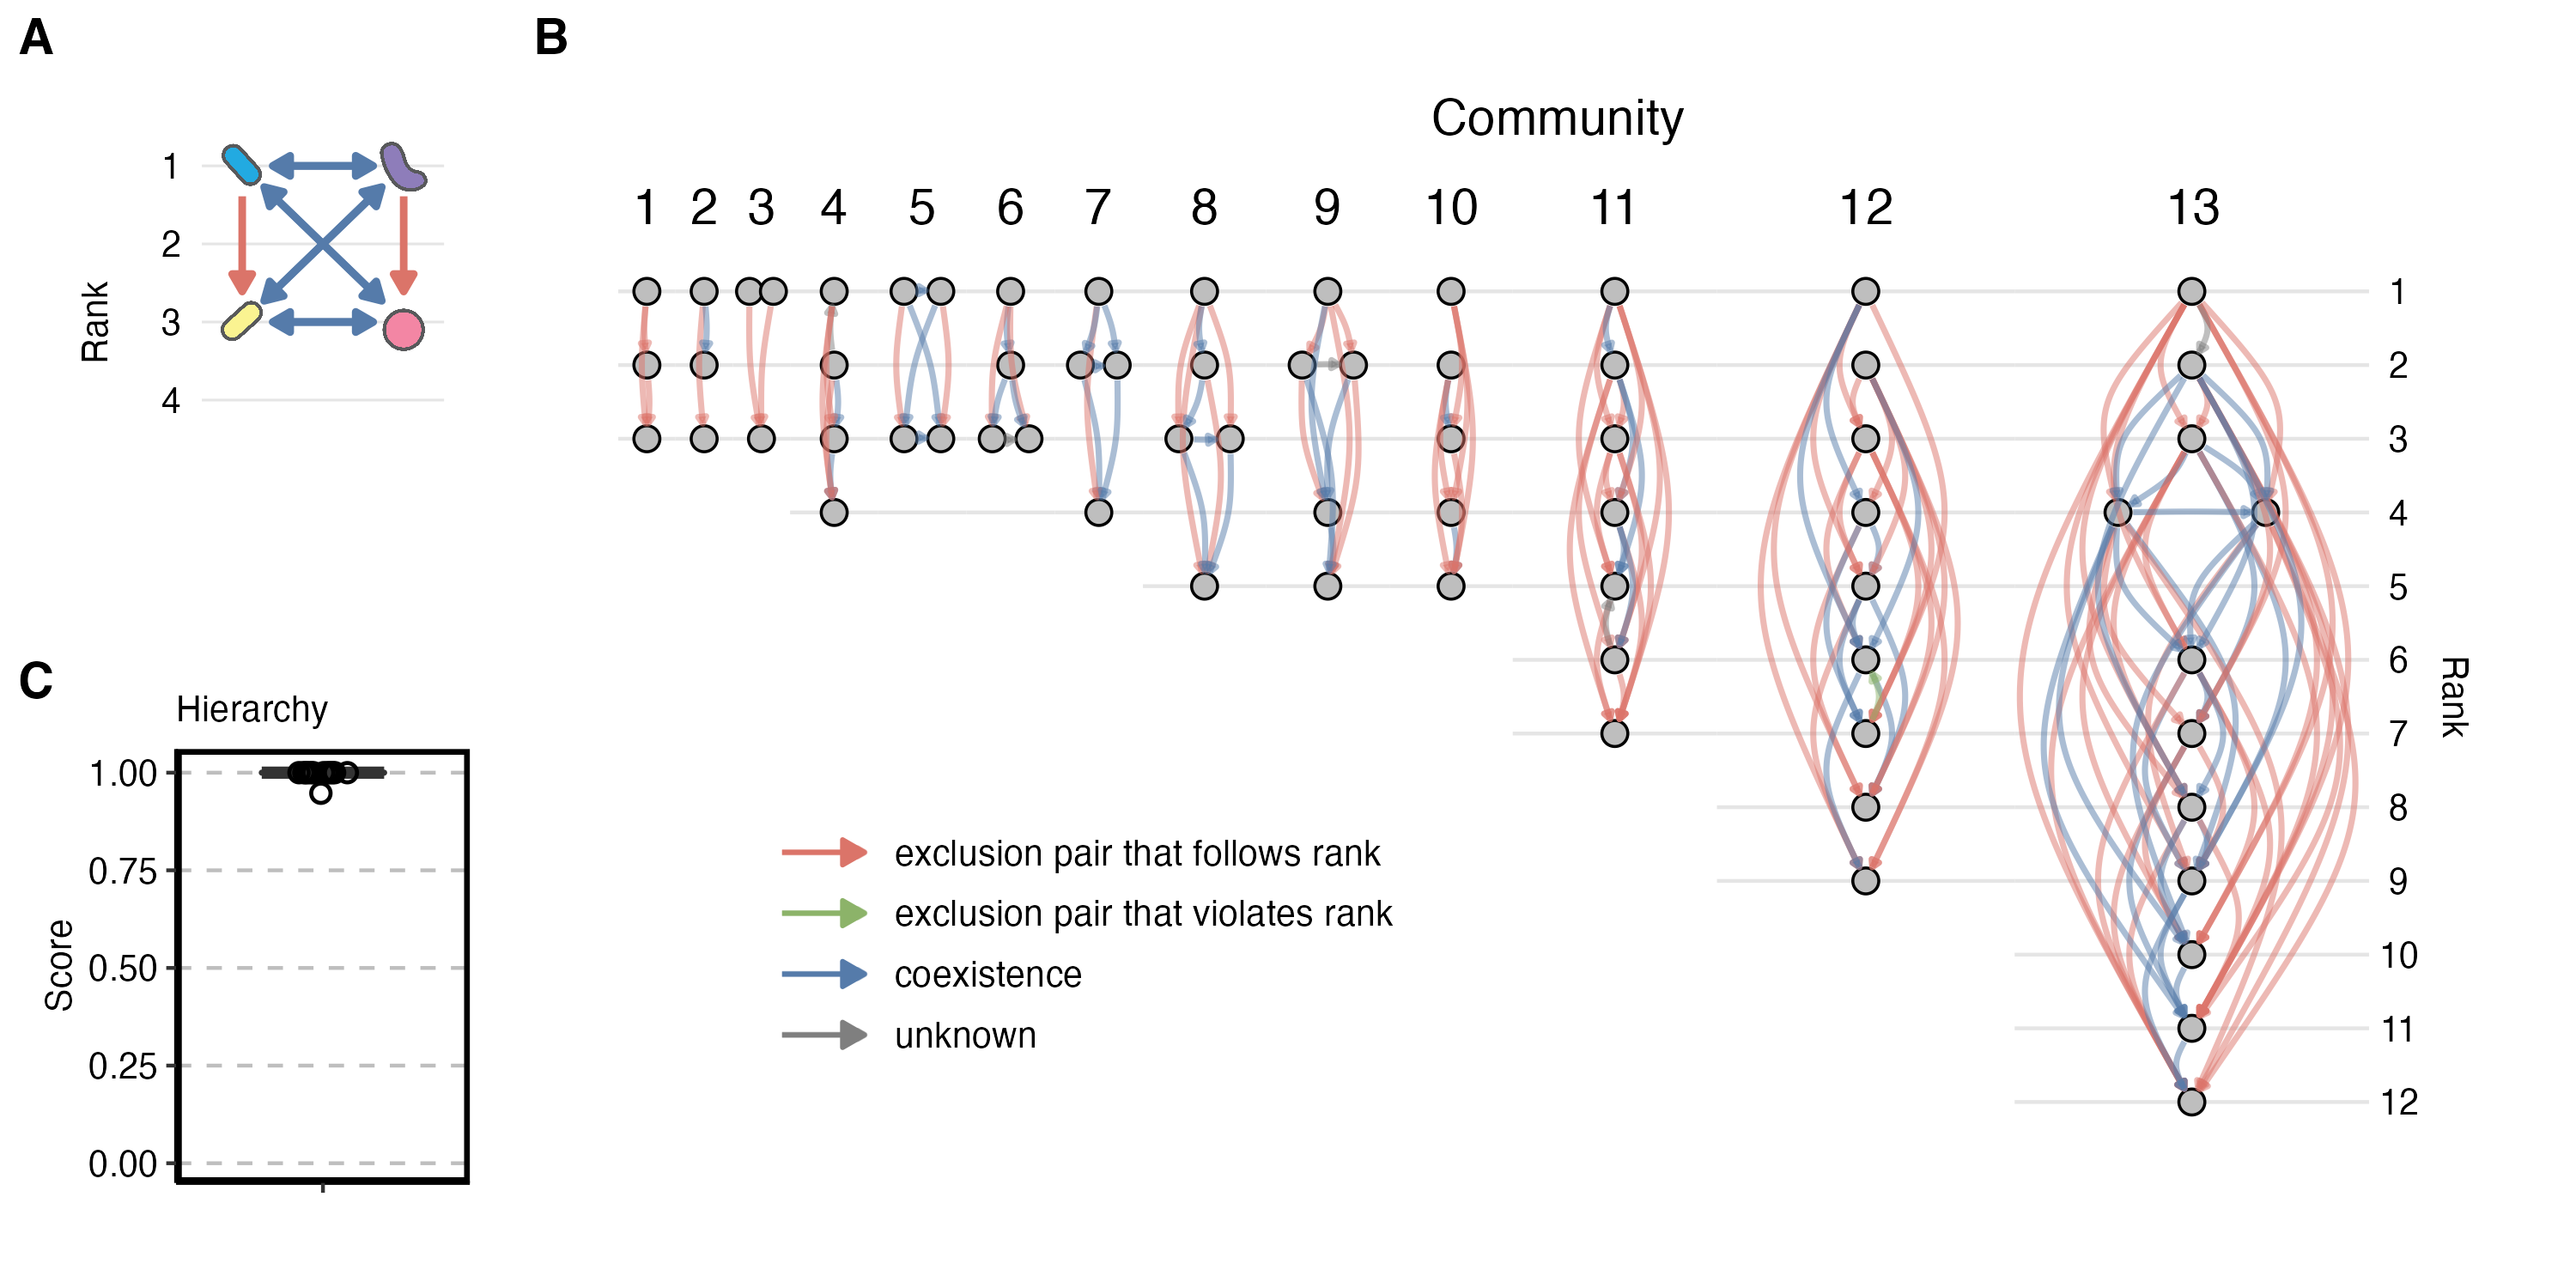 A
1
2
3
4
Rank
B
Community
1 2 3 4 5 6 7 8 9 10 11 12 13
1
2
3
4
5
6
7
8
9
10
11
12
Rank
C
Hierarchy
1.00
0.75
0.50
0.25
0.00
Score
exclusion pair that follows rank
exclusion pair that violates rank
coexistence
unknown